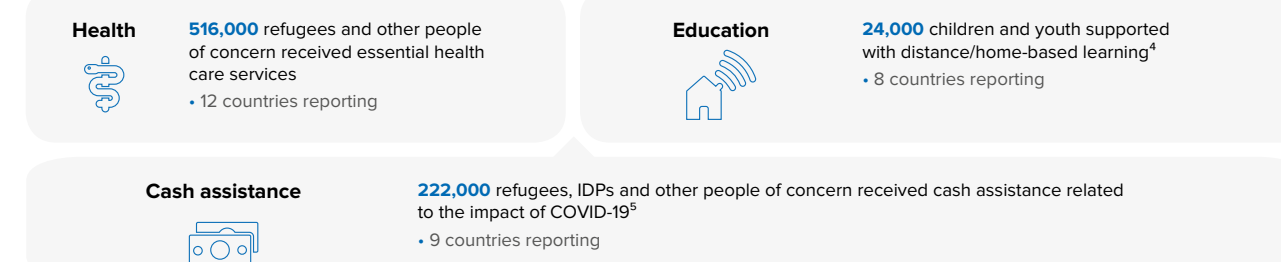 Health
516,000 refugees and other people
of concern received essential health
care services
• 12 countries reporting
Education
24,000 children and youth supported
with distance/home-based learning⁴
• 8 countries reporting
Cash assistance
222,000 refugees, IDPs and other people of concern received cash assistance related
to the impact of COVID-19⁵
• 9 countries reporting